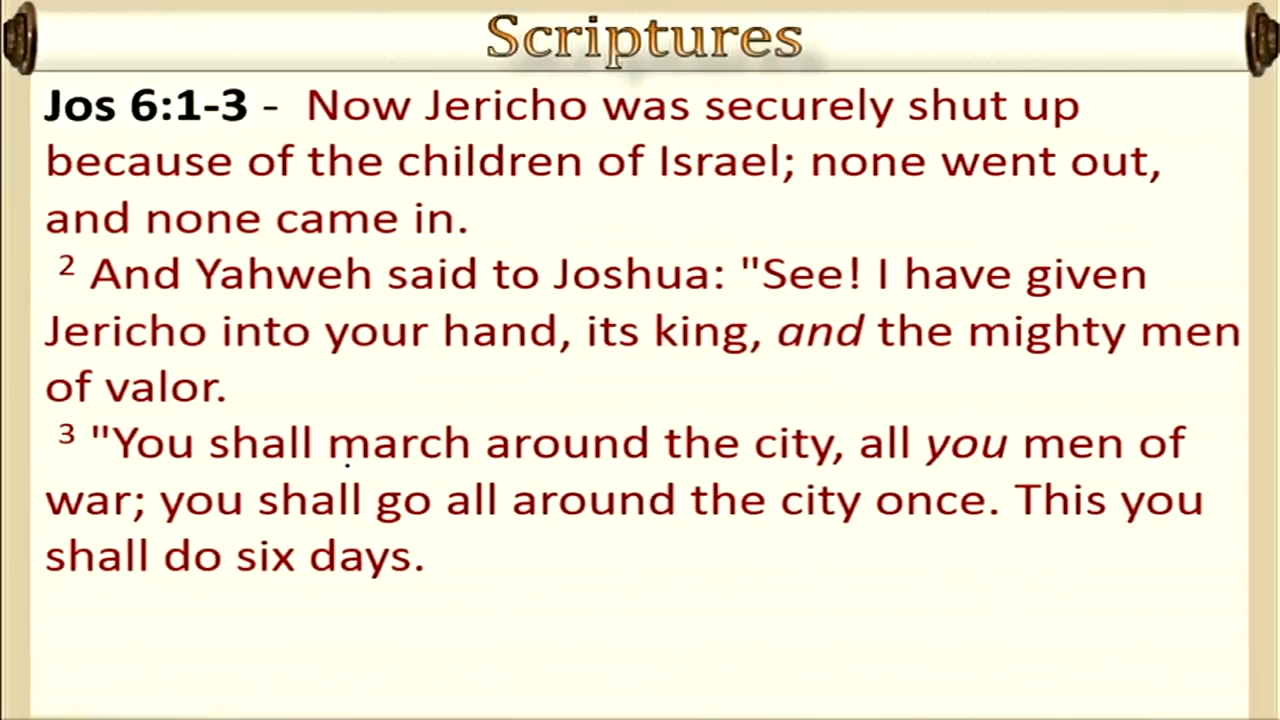 Scriptures
Jos 6:1-3 - Now Jericho was securely shut up
because of the children of Israel; none went out,
and none came in.
2 And Yahweh said to Joshua: "See! I have given
Jericho into your hand, its king, and the mighty men
of valor.
3 "You shall march around the city, all you men of
war; you shall go all around the city once. This you
shall do six days.